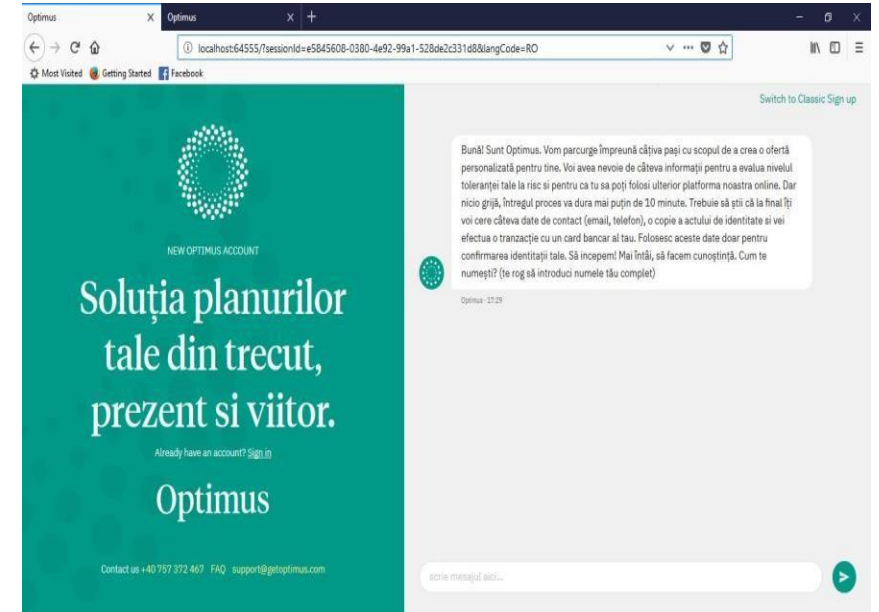 Optimus
Optimus
localhost:64555/?sessionId=e5845608-0380-4e92-99a1-528de2c331d8&langCode=RO
Most Visited
Getting Started
Facebook
Switch to Classic Sign up
NEW OPTIMUS ACCOUNT
Soluția planurilor
tale din trecut,
prezent si viitor.
Already have an account? Sign in
Optimus
Contact us +40 757 372 467 FAQ support@getoptimus.com
Bună! Sunt Optimus. Vom parcurge împreună câțiva pași cu scopul de a crea o ofertă
personalizată pentru tine. Voi avea nevoie de câteva informații pentru a evalua nivelul
toleranței tale la risc si pentru ca tu sa poți folosi ulterior platforma noastra online. Dar
nicio grijă, întregul proces va dura mai puțin de 10 minute. Trebuie să știi că la final îți
voi cere câteva date de contact (email, telefon), o copie a actului de identitate si vei
efectua o tranzacție cu un card bancar al tau. Folosesc aceste date doar pentru
confirmarea identitații tale. Să incepem! Mai întâi, să facem cunoștință. Cum te
numești? (te rog să introduci numele tău complet)
Optimus - 17:29
scrie mesajul aici...